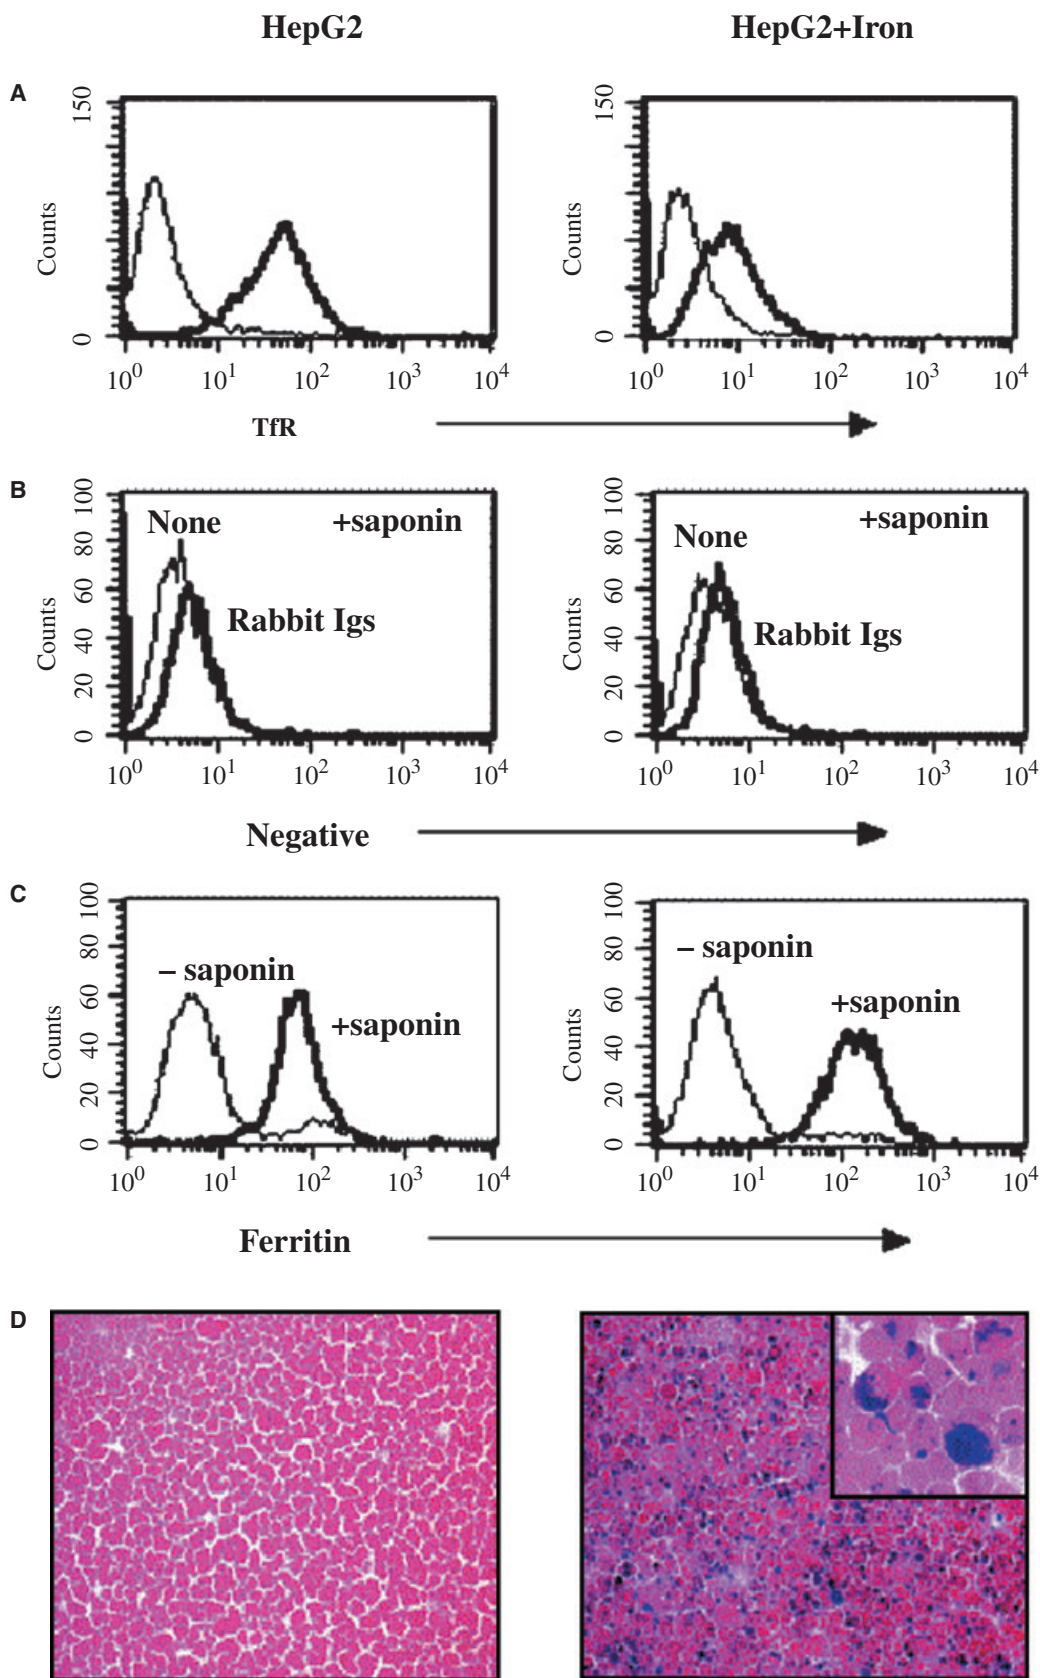 HepG2 HepG2+Iron
A
150 150
Counts Counts
0 0
10^0 10^1 10^2 10^3 10^4 10^0 10^1 10^2 10^3 10^4
TfR
B
100 100
None +saponin +saponin
80 None 80
60 60
Rabbit Igs Rabbit Igs
Counts Counts
40 40
20 20
0 0
10^0 10^1 10^2 10^3 10^4 10^0 10^1 10^2 10^3 10^4
Negative
C
100 100
80 80
– saponin – saponin
60 60
+saponin +saponin
Counts Counts
40 40
20 20
0 0
10^0 10^1 10^2 10^3 10^4 10^0 10^1 10^2 10^3 10^4
Ferritin
D